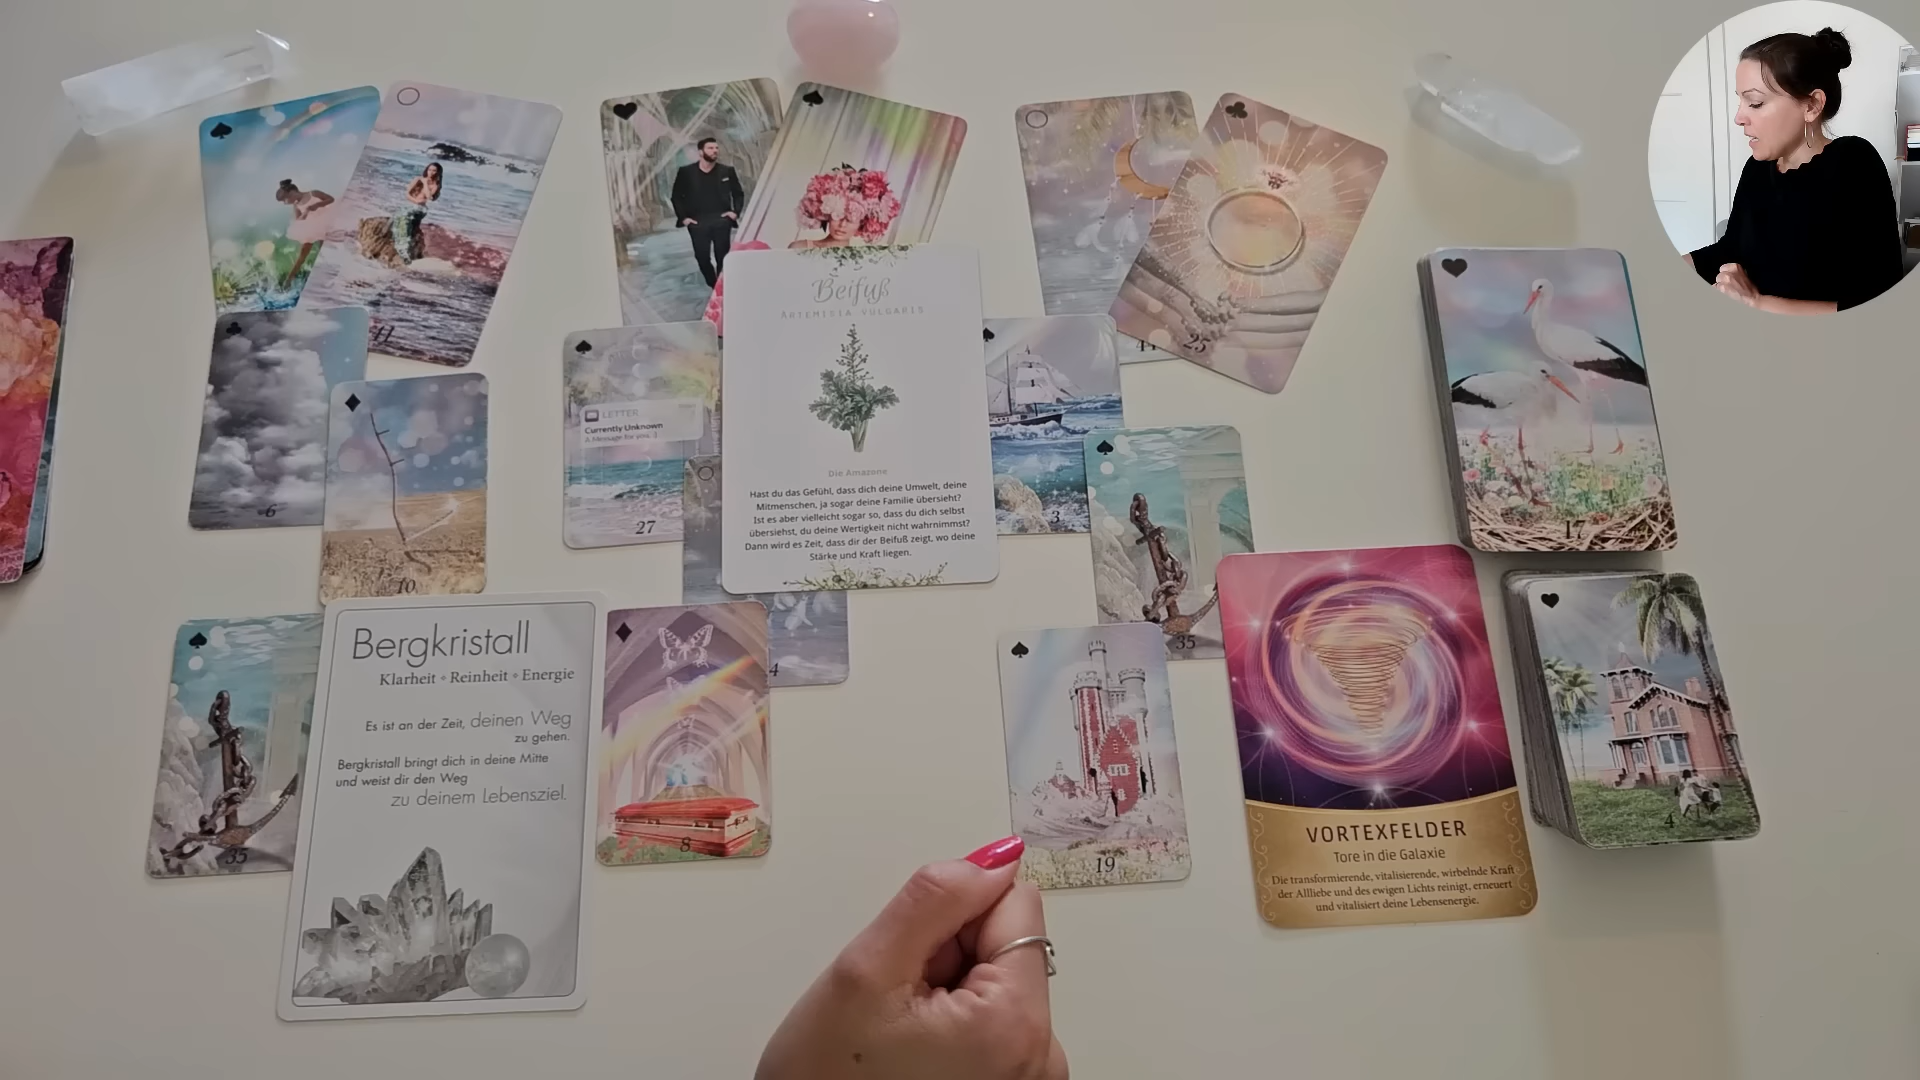 41
44
25
LETTER
Currently Unknown
A Message for you :)
27
6
10
3
35
17
Beifuß
ARTEMISIA VULGARIS
Die Amazone
Hast du das Gefühl, dass dich deine Umwelt, deine
Mitmenschen, ja sogar deine Familie übersieht?
Ist es aber vielleicht sogar so, dass du dich selbst
übersiehst, du deine Wertigkeit nicht wahrnimmst?
Dann wird es Zeit, dass dir der Beifuß zeigt, wo deine
Stärke und Kraft liegen.
35
Bergkristall
Klarheit ⋄ Reinheit ⋄ Energie
Es ist an der Zeit, deinen Weg
zu gehen.
Bergkristall bringt dich in deine Mitte
und weist dir den Weg
zu deinem Lebensziel.
8
4
19
VORTEXFELDER
Tore in die Galaxie
Die transformierende, vitalisierende, wirbelnde Kraft
der Allliebe und des ewigen Lichts reinigt, erneuert
und vitalisiert deine Lebensenergie.
4